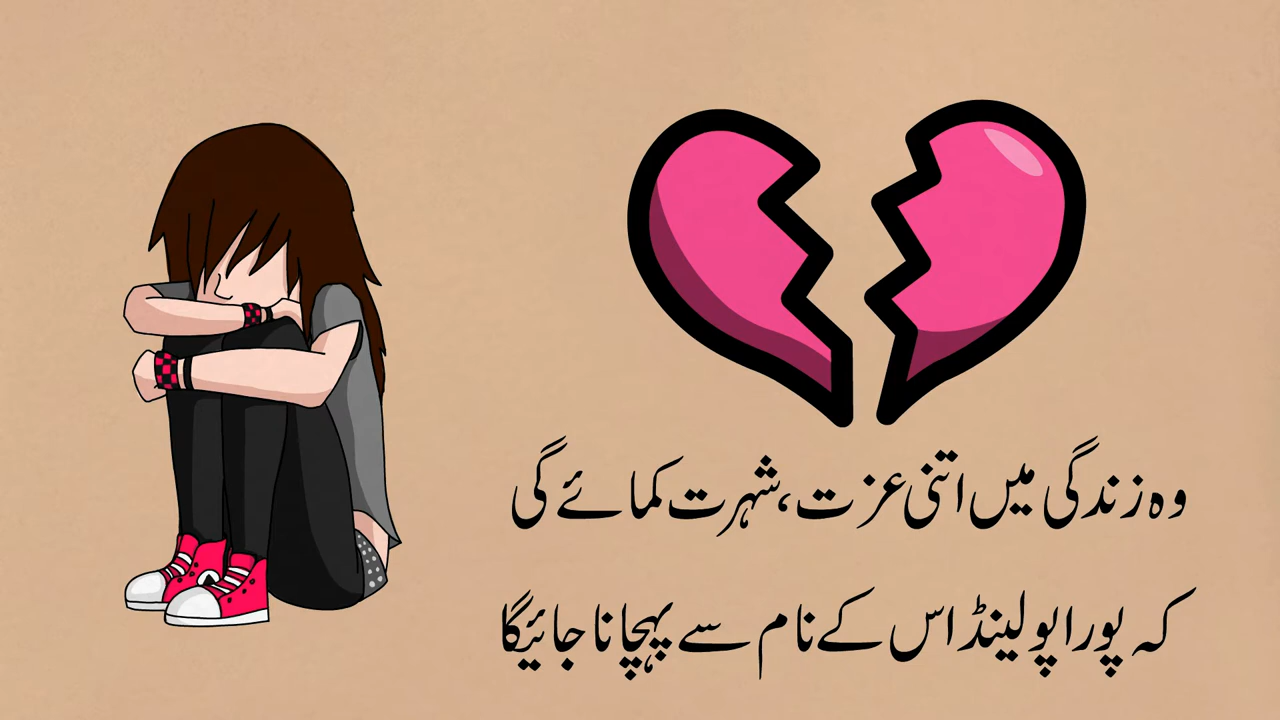 وہ زندگی میں اتنی عزت، شہرت کمائے گی
کہ پورا پولینڈ اس کے نام سے پہچانا جائیگا